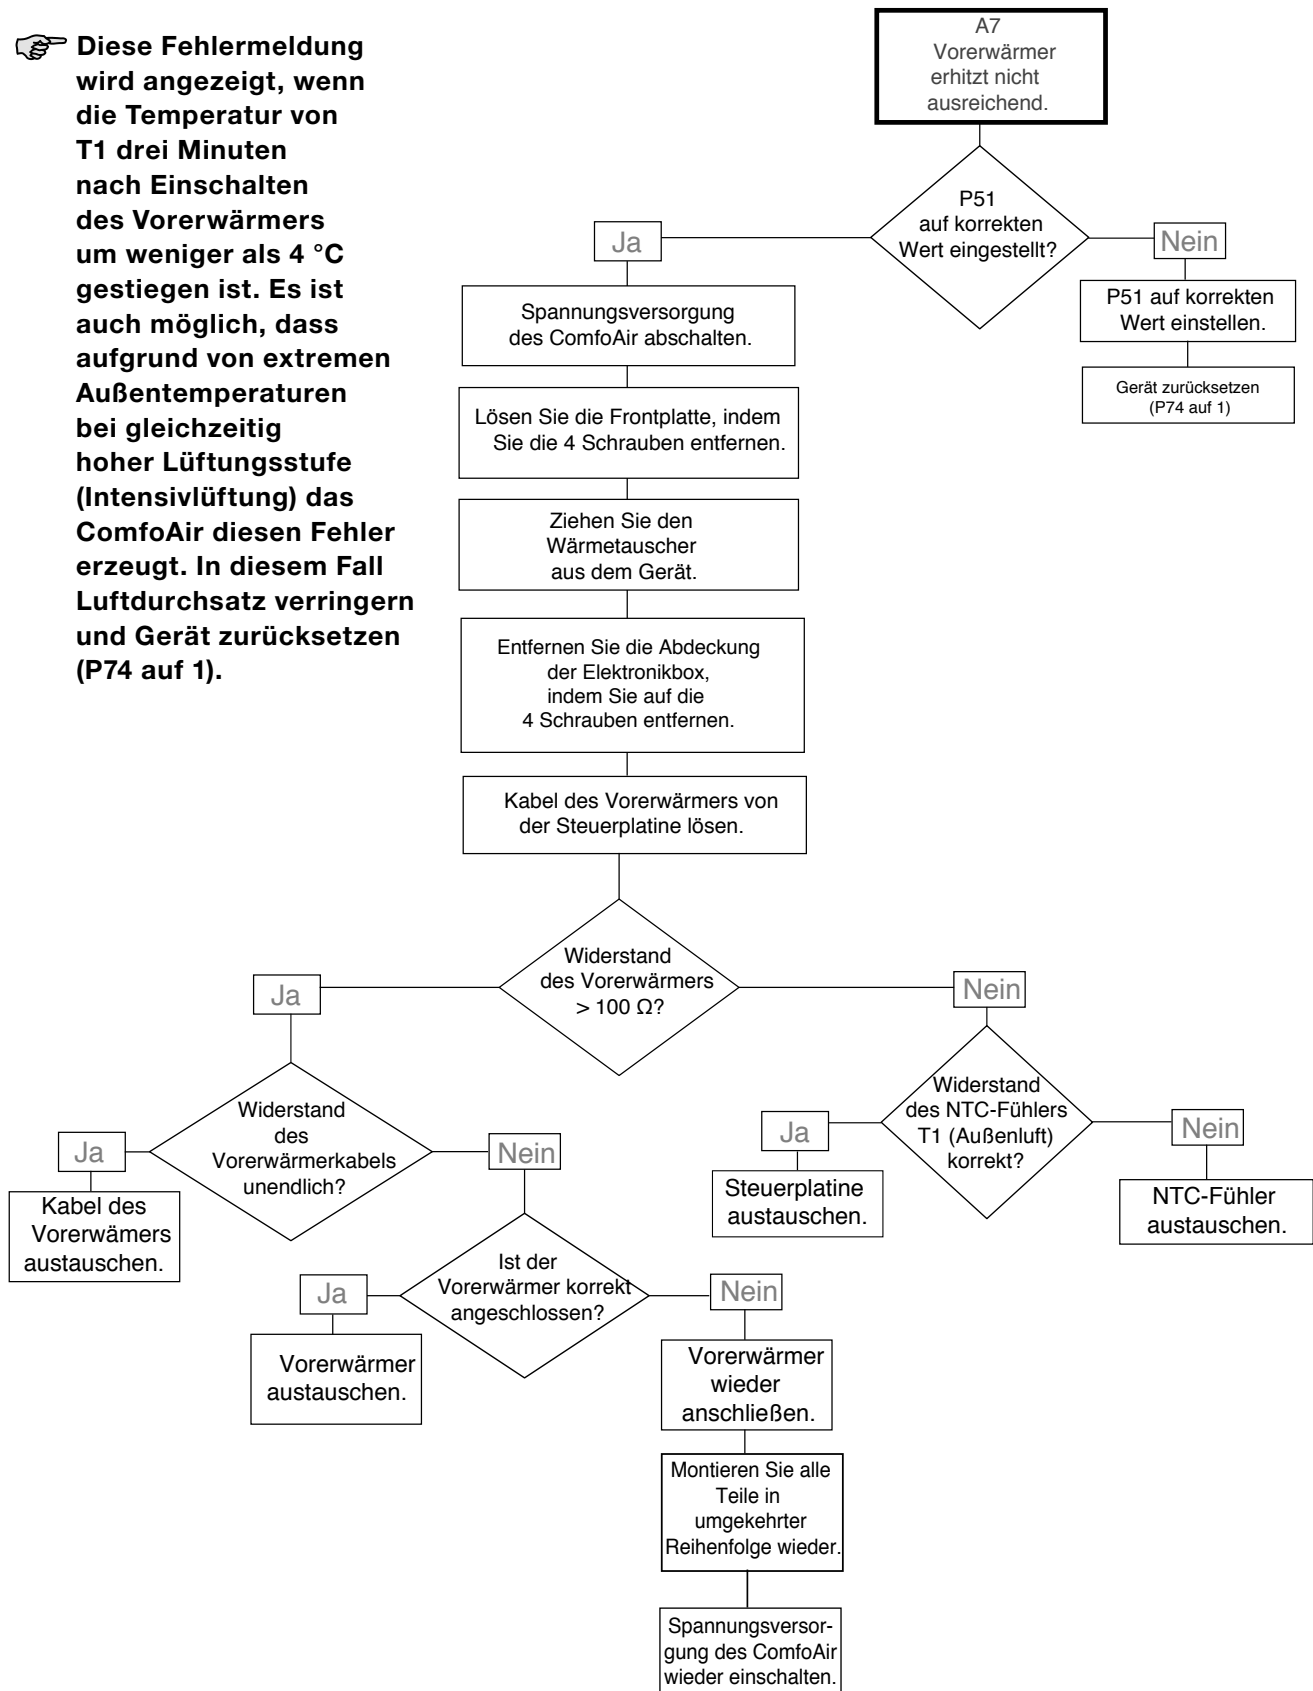 Diese Fehlermeldung
wird angezeigt, wenn
die Temperatur von
T1 drei Minuten
nach Einschalten
des Vorerwärmers
um weniger als 4 °C
gestiegen ist. Es ist
auch möglich, dass
aufgrund von extremen
Außentemperaturen
bei gleichzeitig
hoher Lüftungsstufe
(Intensivlüftung) das
ComfoAir diesen Fehler
erzeugt. In diesem Fall
Luftdurchsatz verringern
und Gerät zurücksetzen
(P74 auf 1).
A7
Vorerwärmer
erhitzt nicht
ausreichend.
P51
auf korrekten
Wert eingestellt?
Ja
Nein
Spannungsversorgung
des ComfoAir abschalten.
P51 auf korrekten
Wert einstellen.
Gerät zurücksetzen
(P74 auf 1)
Lösen Sie die Frontplatte, indem
Sie die 4 Schrauben entfernen.
Ziehen Sie den
Wärmetauscher
aus dem Gerät.
Entfernen Sie die Abdeckung
der Elektronikbox,
indem Sie auf die
4 Schrauben entfernen.
Kabel des Vorerwärmers von
der Steuerplatine lösen.
Widerstand
des Vorerwärmers
> 100 Ω?
Ja
Nein
Widerstand
des
Vorerwärmerkabels
unendlich?
Widerstand
des NTC-Fühlers
T1 (Außenluft)
korrekt?
Ja
Nein
Ja
Nein
Kabel des
Vorerwämers
austauschen.
Steuerplatine
austauschen.
NTC-Fühler
austauschen.
Ist der
Vorerwärmer korrekt
angeschlossen?
Ja
Nein
Vorerwärmer
austauschen.
Vorerwärmer
wieder
anschließen.
Montieren Sie alle
Teile in
umgekehrter
Reihenfolge wieder.
Spannungsversor-
gung des ComfoAir
wieder einschalten.